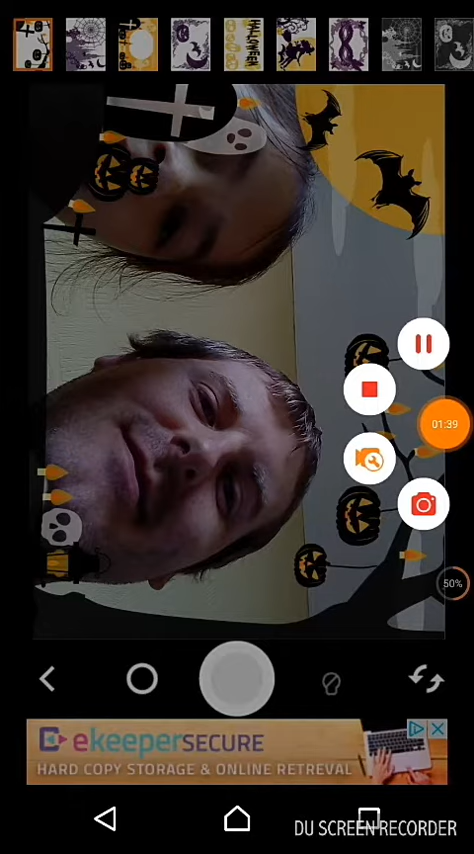 01:39
50%
ekeeperSECURE
HARD COPY STORAGE & ONLINE RETREVAL
DU SCREEN RECORDER